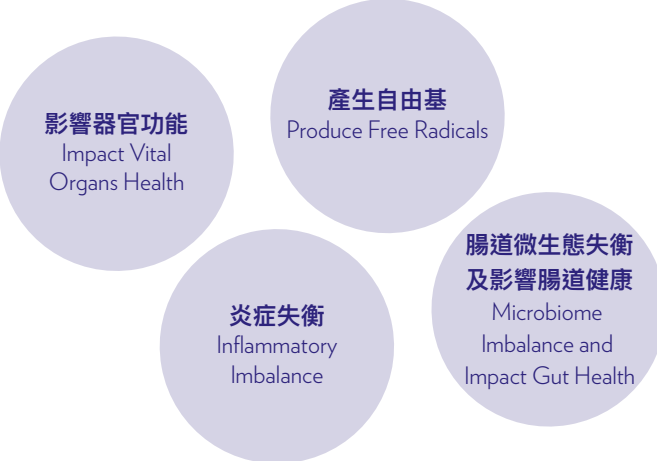 影響器官功能
Impact Vital
Organs Health
產生自由基
Produce Free Radicals
炎症失衡
Inflammatory
Imbalance
腸道微生態失衡
及影響腸道健康
Microbiome
Imbalance and
Impact Gut Health